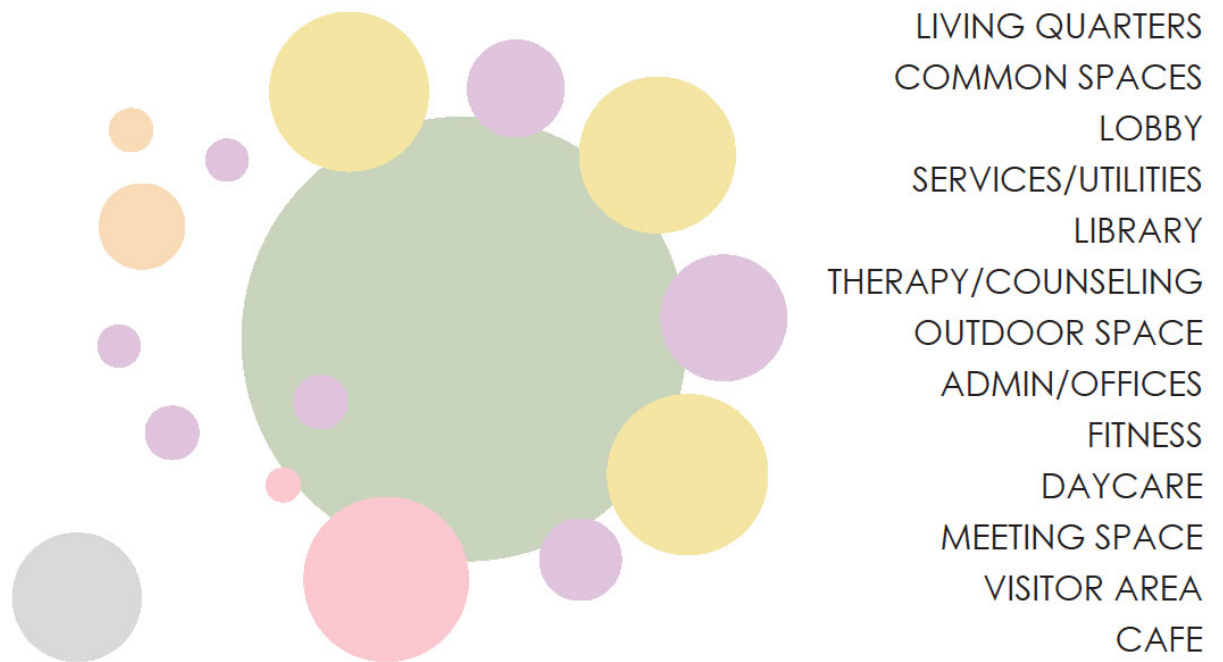 LIVING QUARTERS
COMMON SPACES
LOBBY
SERVICES/UTILITIES
LIBRARY
THERAPY/COUNSELING
OUTDOOR SPACE
ADMIN/OFFICES
FITNESS
DAYCARE
MEETING SPACE
VISITOR AREA
CAFE